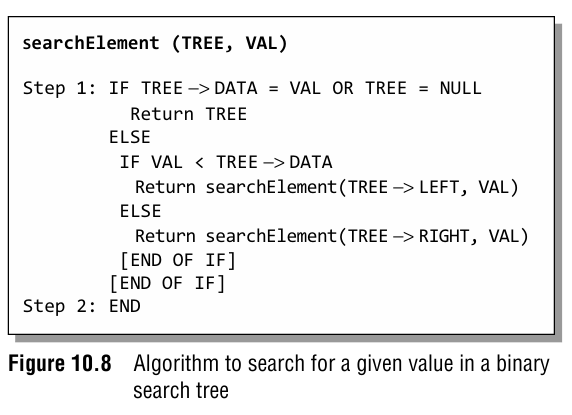 searchElement (TREE, VAL)
Step 1: IF TREE –> DATA = VAL OR TREE = NULL
Return TREE
ELSE
IF VAL < TREE –> DATA
Return searchElement(TREE –> LEFT, VAL)
ELSE
Return searchElement(TREE –> RIGHT, VAL)
[END OF IF]
[END OF IF]
Step 2: END
Figure 10.8 Algorithm to search for a given value in a binary
search tree